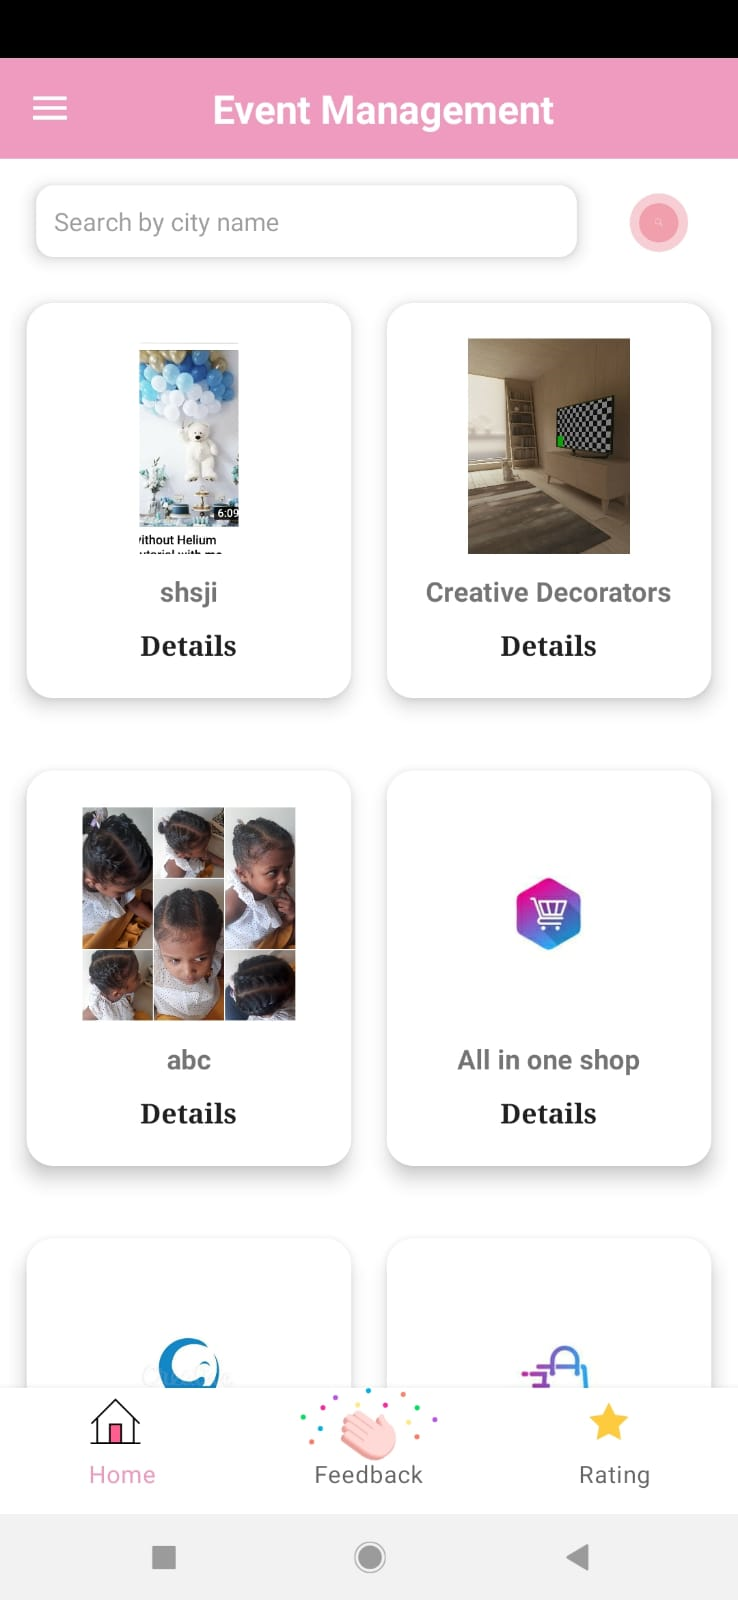 Event Management
Search by city name
6:09
ithout Helium
shsji
Creative Decorators
Details
Details
abc
All in one shop
Details
Details
Home
Feedback
Rating